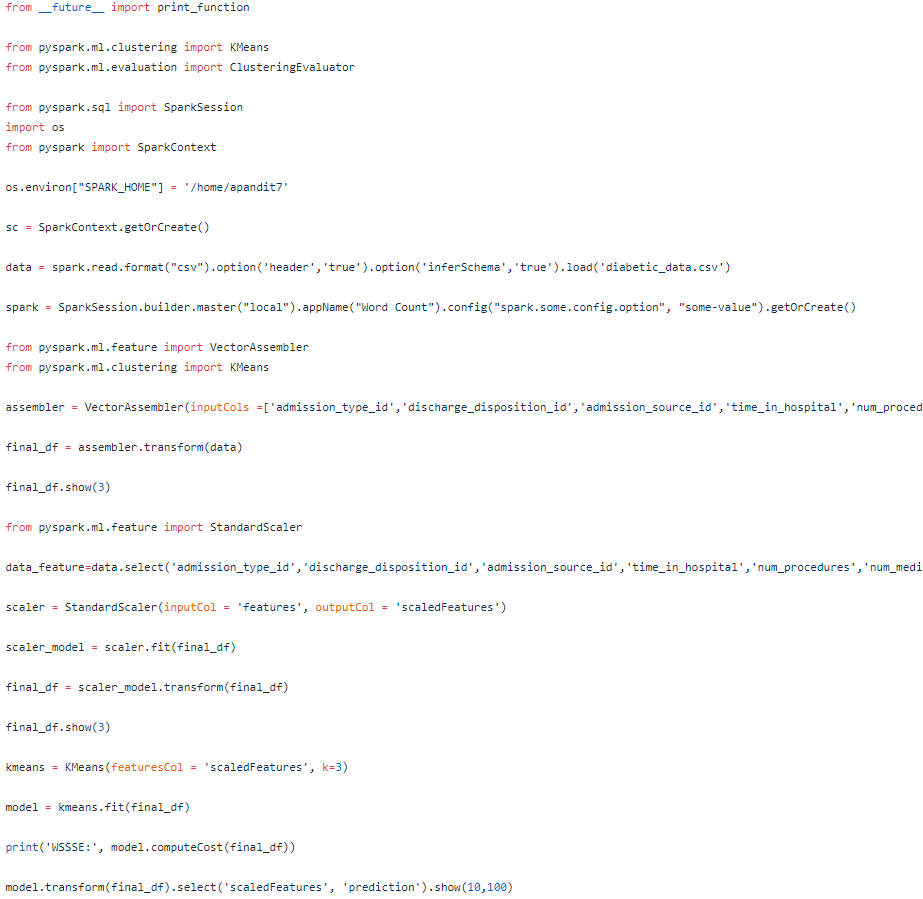 from __future__ import print_function
from pyspark.ml.clustering import KMeans
from pyspark.ml.evaluation import ClusteringEvaluator
from pyspark.sql import SparkSession
import os
from pyspark import SparkContext
os.environ["SPARK_HOME"] = '/home/apandit7'
sc = SparkContext.getOrCreate()
data = spark.read.format("csv").option('header','true').option('inferSchema','true').load('diabetic_data.csv')
spark = SparkSession.builder.master("local").appName("Word Count").config("spark.some.config.option", "some-value").getOrCreate()
from pyspark.ml.feature import VectorAssembler
from pyspark.ml.clustering import KMeans
assembler = VectorAssembler(inputCols =['admission_type_id','discharge_disposition_id','admission_source_id','time_in_hospital','num_proced
final_df = assembler.transform(data)
final_df.show(3)
from pyspark.ml.feature import StandardScaler
data_feature=data.select('admission_type_id','discharge_disposition_id','admission_source_id','time_in_hospital','num_procedures','num_medi
scaler = StandardScaler(inputCol = 'features', outputCol = 'scaledFeatures')
scaler_model = scaler.fit(final_df)
final_df = scaler_model.transform(final_df)
final_df.show(3)
kmeans = KMeans(featuresCol = 'scaledFeatures', k=3)
model = kmeans.fit(final_df)
print('WSSSE:', model.computeCost(final_df))
model.transform(final_df).select('scaledFeatures', 'prediction').show(10,100)